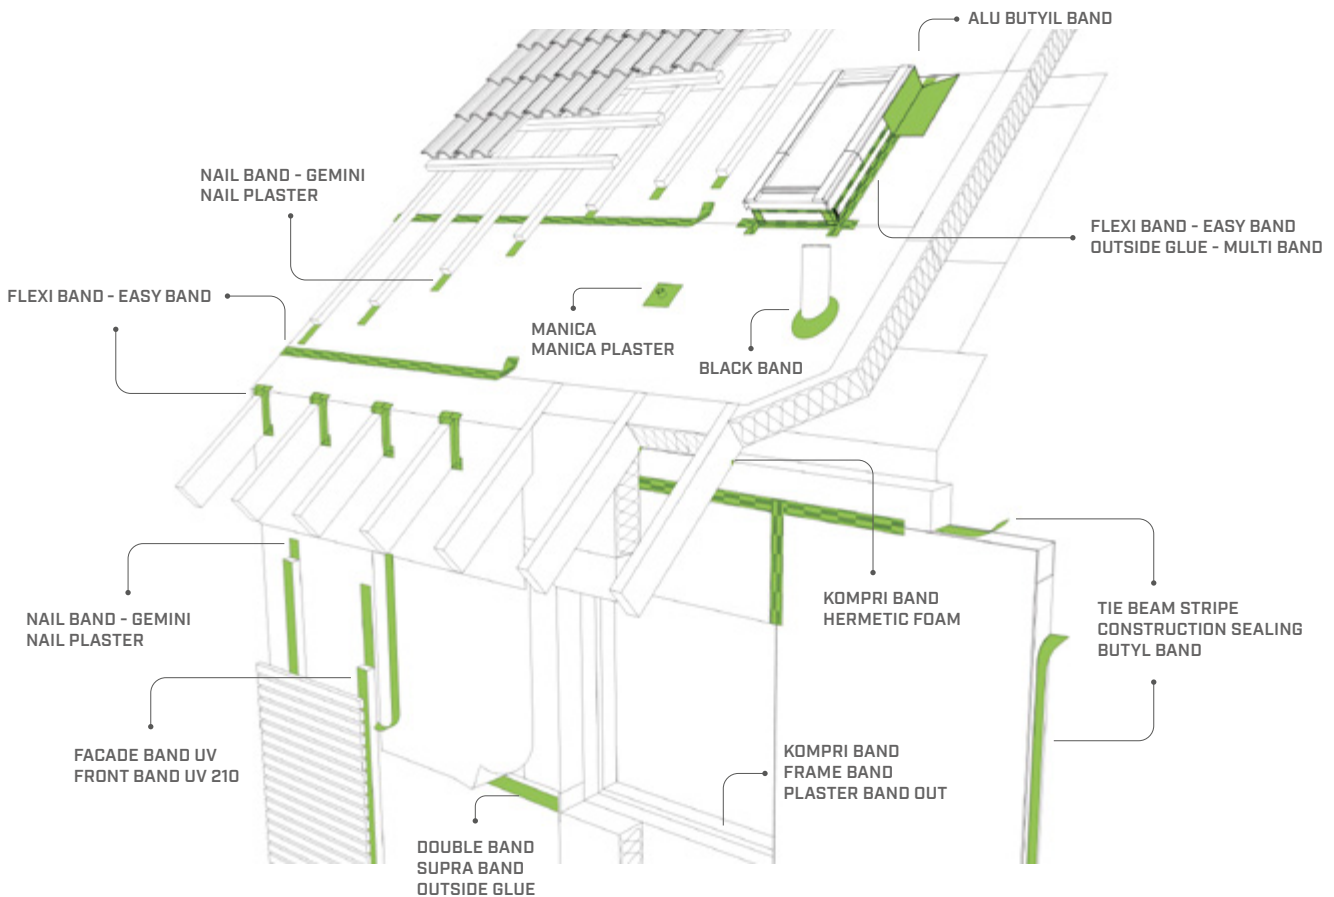 ALU BUTYIL BAND
NAIL BAND - GEMINI
NAIL PLASTER
FLEXI BAND - EASY BAND
OUTSIDE GLUE - MULTI BAND
FLEXI BAND - EASY BAND
MANICA
MANICA PLASTER
BLACK BAND
NAIL BAND - GEMINI
NAIL PLASTER
KOMPRI BAND
HERMETIC FOAM
TIE BEAM STRIPE
CONSTRUCTION SEALING
BUTYL BAND
FACADE BAND UV
FRONT BAND UV 210
KOMPRI BAND
FRAME BAND
PLASTER BAND OUT
DOUBLE BAND
SUPRA BAND
OUTSIDE GLUE